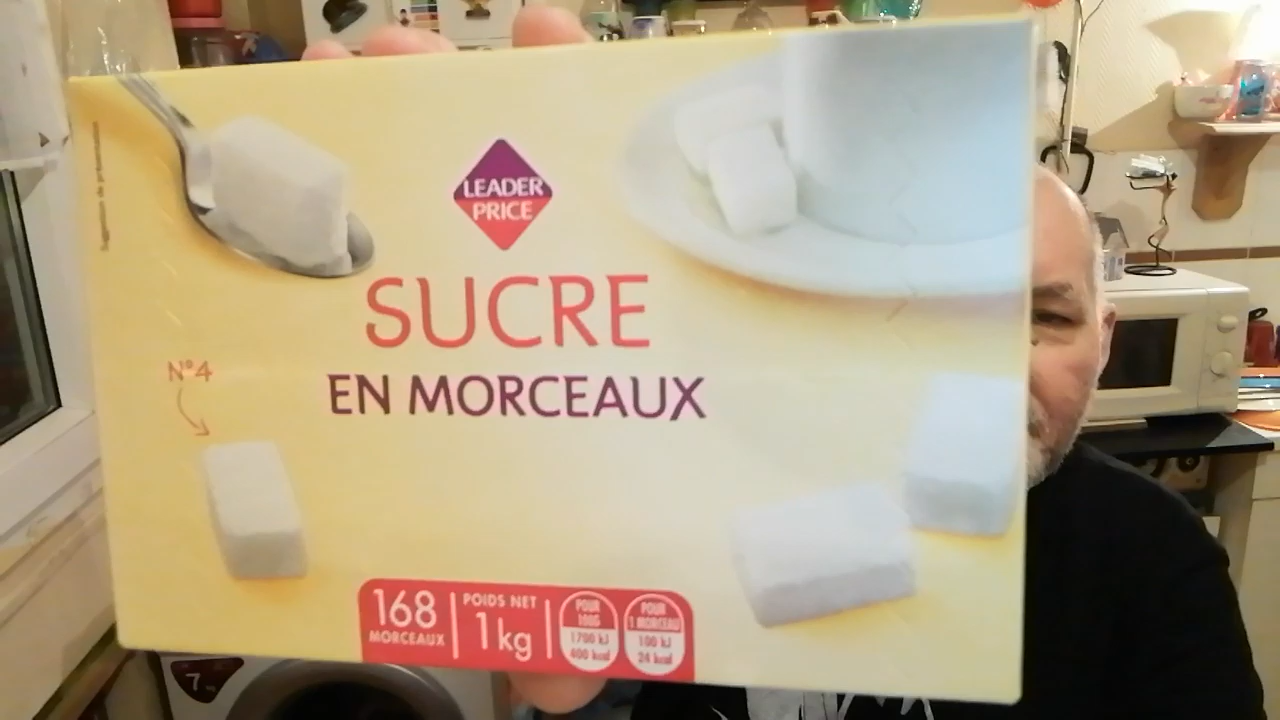 LEADER
PRICE
SUCRE
EN MORCEAUX
N°4
168
MORCEAUX
POIDS NET
1kg
POUR
100G
1700 kJ
400 kcal
POUR
1 MORCEAU
100 kJ
24 kcal
7